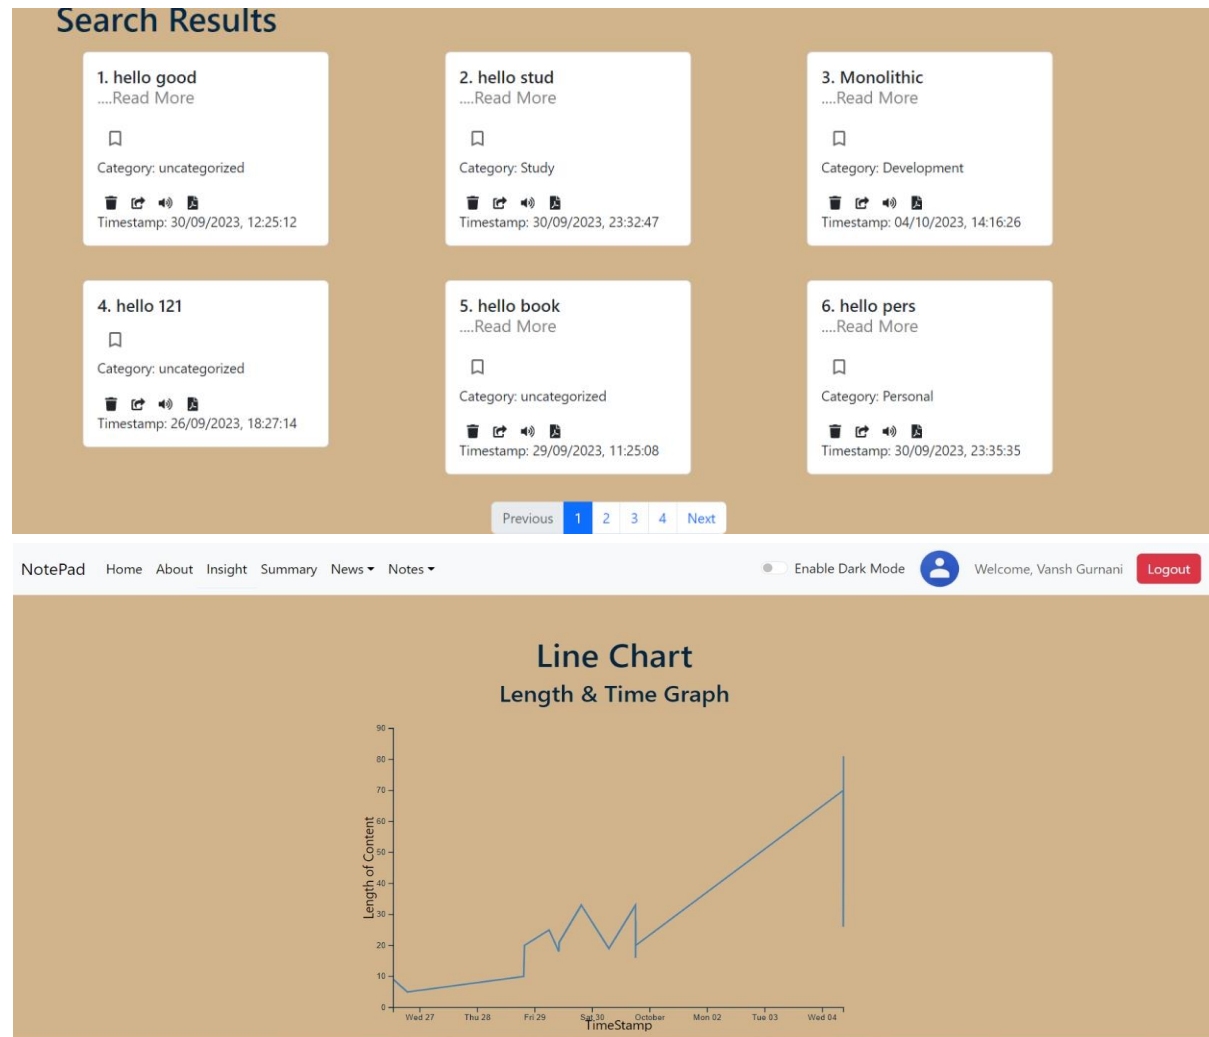 Search Results
1. hello good
....Read More
Category: uncategorized
Timestamp: 30/09/2023, 12:25:12
2. hello stud
....Read More
Category: Study
Timestamp: 30/09/2023, 23:32:47
3. Monolithic
....Read More
Category: Development
Timestamp: 04/10/2023, 14:16:26
4. hello 121
Category: uncategorized
Timestamp: 26/09/2023, 18:27:14
5. hello book
....Read More
Category: uncategorized
Timestamp: 29/09/2023, 11:25:08
6. hello pers
....Read More
Category: Personal
Timestamp: 30/09/2023, 23:35:35
Previous 1 2 3 4 Next
NotePad Home About Insight Summary News Notes Enable Dark Mode Welcome, Vansh Gurnani Logout
Line Chart
Length & Time Graph
90
80
70
60
50
40
30
20
10
0
Length of Content
Wed 27 Thu 28 Fri 29 Sat 30 October Mon 02 Tue 03 Wed 04
TimeStamp